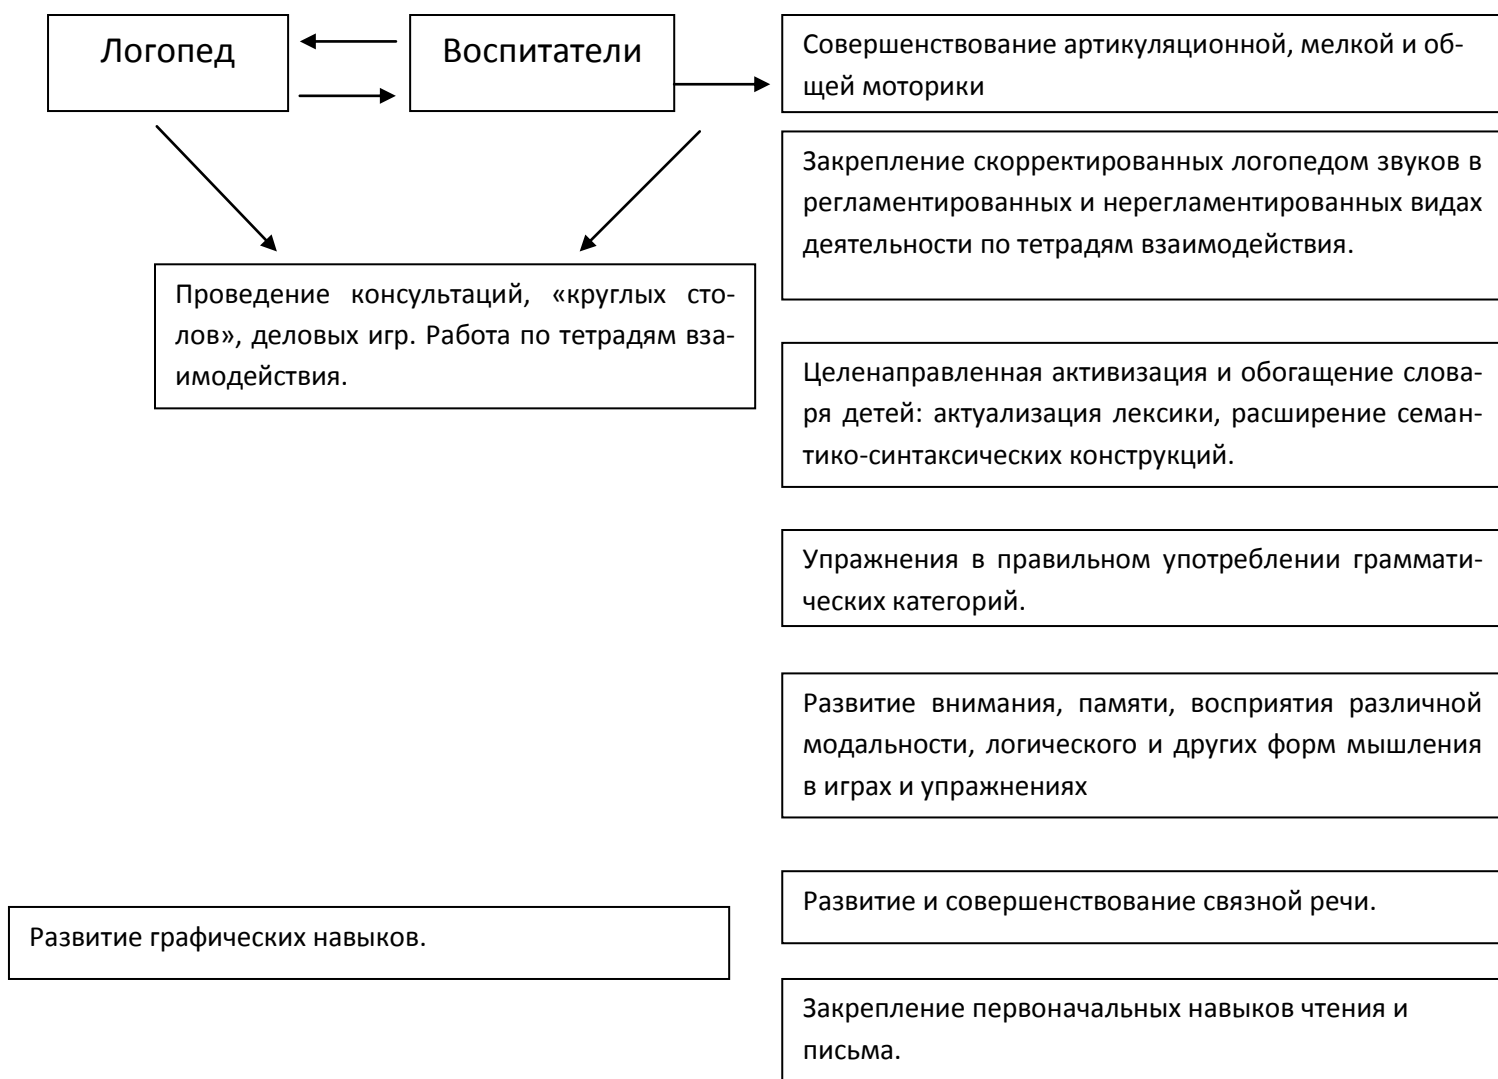 Логопед
Воспитатели
Совершенствование артикуляционной, мелкой и об-
щей моторики
Закрепление скорректированных логопедом звуков в
регламентированных и нерегламентированных видах
деятельности по тетрадям взаимодействия.
Проведение консультаций, «круглых сто-
лов», деловых игр. Работа по тетрадям вза-
имодействия.
Целенаправленная активизация и обогащение слова-
ря детей: актуализация лексики, расширение семан-
тико-синтаксических конструкций.
Упражнения в правильном употреблении граммати-
ческих категорий.
Развитие внимания, памяти, восприятия различной
модальности, логического и других форм мышления
в играх и упражнениях
Развитие и совершенствование связной речи.
Развитие графических навыков.
Закрепление первоначальных навыков чтения и
письма.